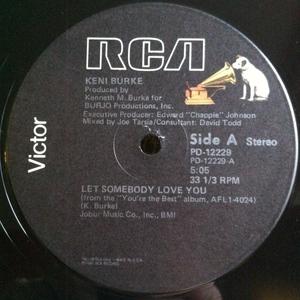 RCA
KENI BURKE
Produced by
Kenneth M. Burke for
BURJO Productions, Inc.
Executive Producer: Edward "Chappie" Johnson
Mixed by Joe Tarsia/Consultant: David Todd
Victor
Side A Stereo
PD-12229
PD-12229-A
5:05
33 1/3 RPM
LET SOMEBODY LOVE YOU
(from the "You're the Best" album, AFL1-4024)
(K. Burke)
Jobur Music Co., Inc., BMI